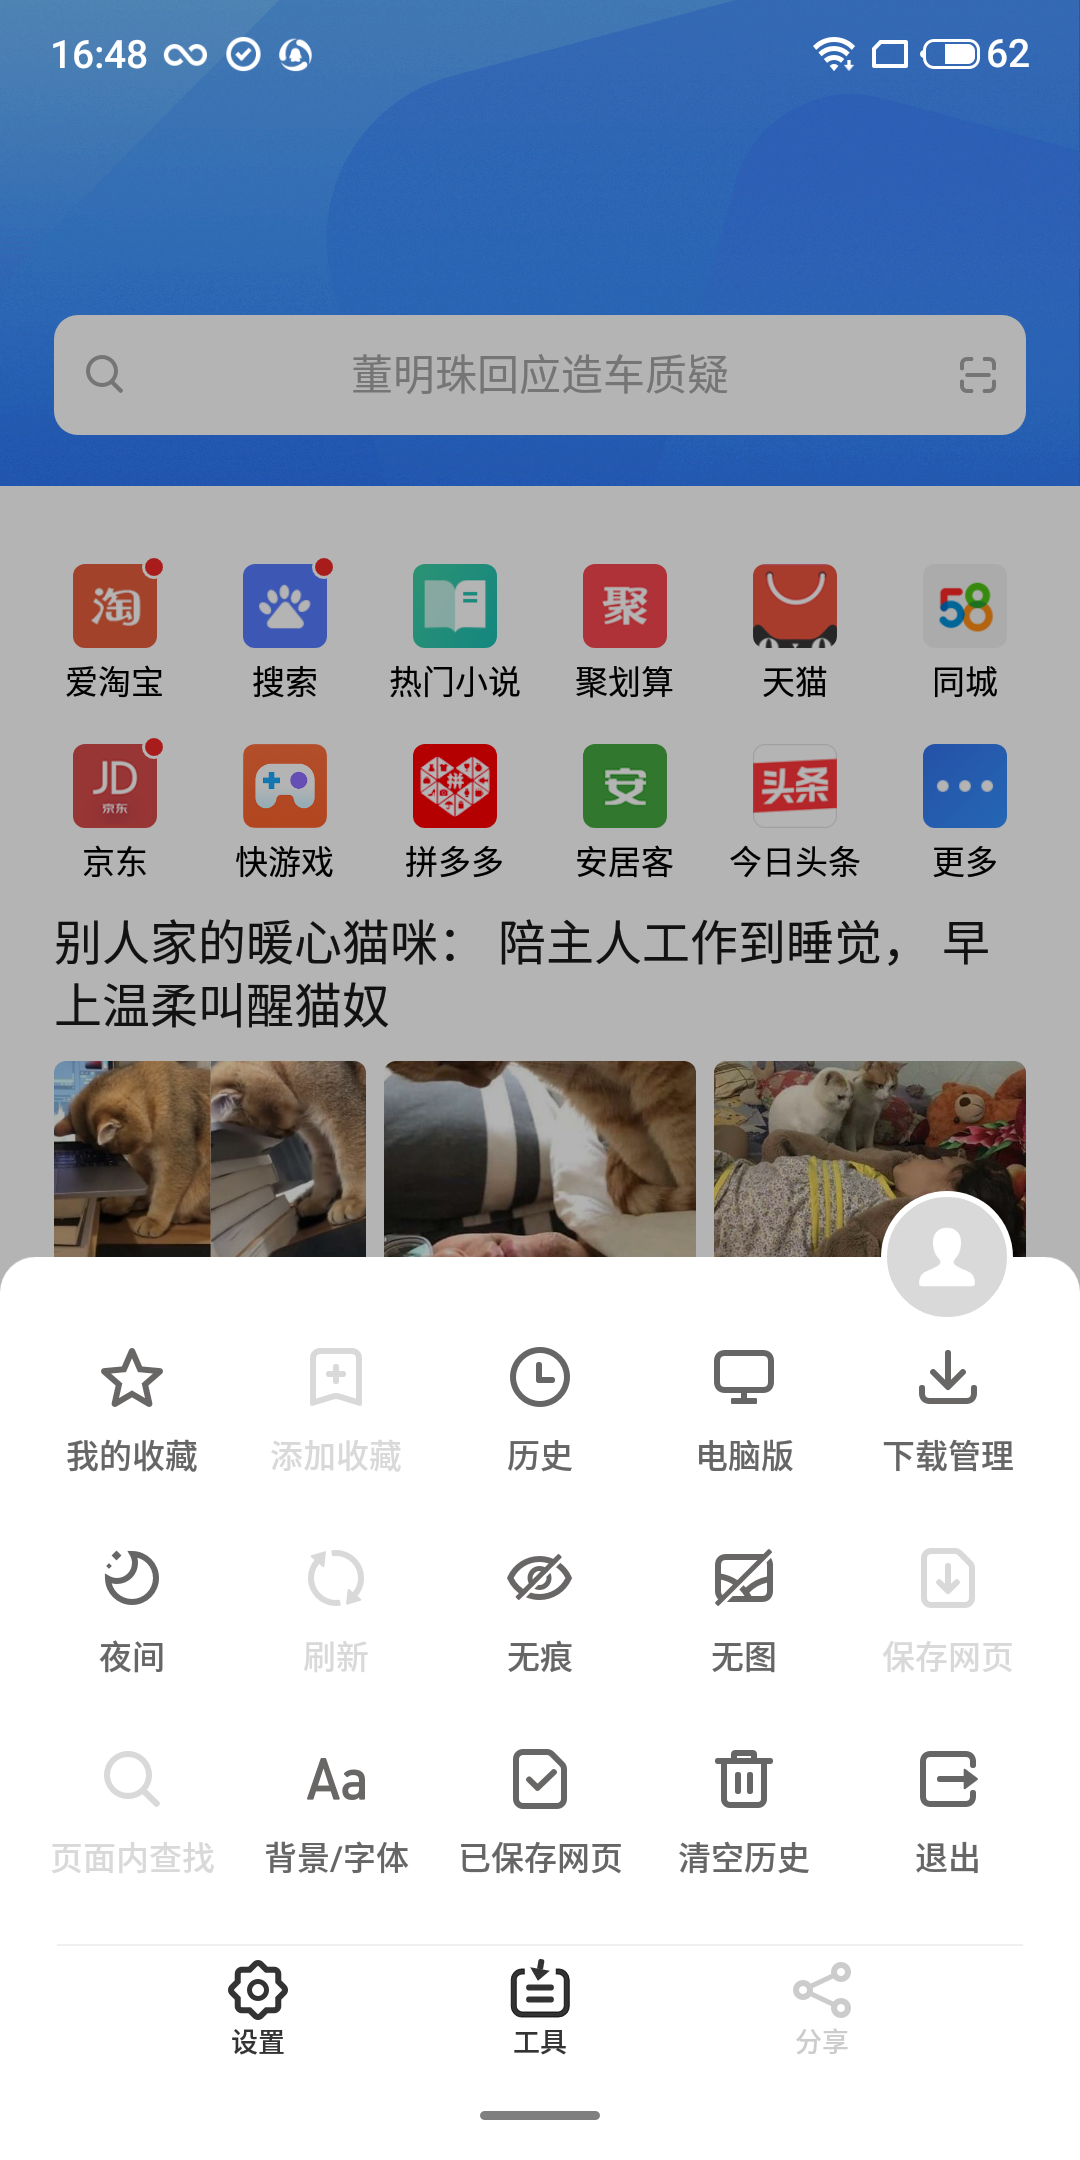 16:48
62
董明珠回应造车质疑
淘
聚
58
爱淘宝 搜索 热门小说 聚划算 天猫 同城
JD
京东
拼
安
头条
京东 快游戏 拼多多 安居客 今日头条 更多
别人家的暖心猫咪： 陪主人工作到睡觉， 早
上温柔叫醒猫奴
我的收藏 添加收藏 历史 电脑版 下载管理
夜间 刷新 无痕 无图 保存网页
Aa
页面内查找 背景/字体 已保存网页 清空历史 退出
设置 工具 分享